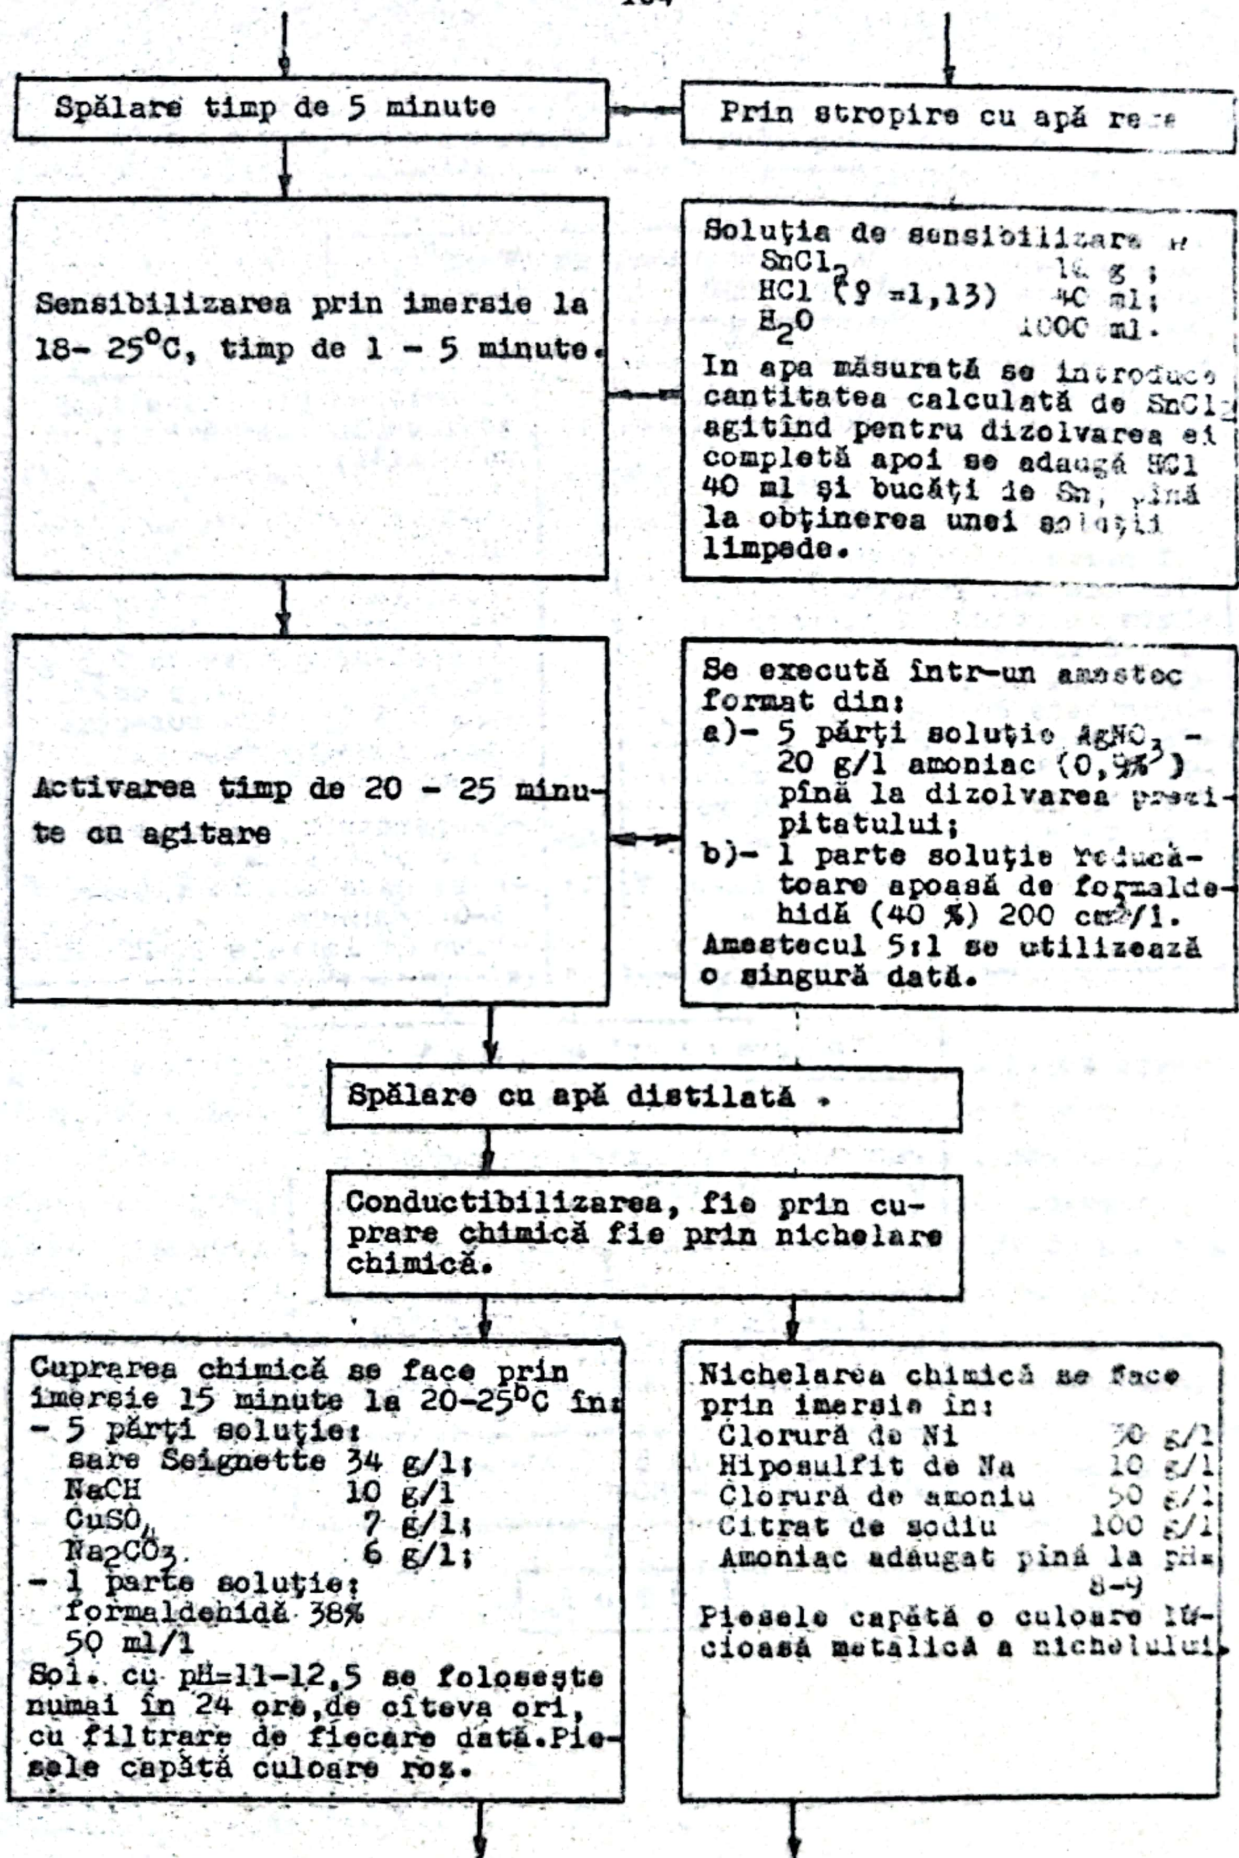 Spălare timp de 5 minute
Prin stropire cu apă
Sensibilizarea prin imersie la
18- 25°C, timp de 1 - 5 minute.
Soluţia de sensibilizare
SnCl₂ g ;
HCl (ρ =1,13) 40 ml;
H₂O 1000 ml.
In apa măsurată se introduce
cantitatea calculată de SnCl₂
agitînd pentru dizolvarea ei
completă apoi se adaugă HCl
40 ml şi bucăţi de Sn, pînă
la obţinerea unei soluţii
limpede.
Activarea timp de 20 - 25 minu-
te cu agitare
Se execută într-un amestec
format din:
a)- 5 părţi soluţie AgNO₃ -
20 g/l amoniac (0,9%)
pînă la dizolvarea preci-
pitatului;
b)- 1 parte soluţie reducă-
toare apoasă de formalde-
hidă (40 %) 200 cm³/l.
Amestecul 5:1 se utilizează
o singură dată.
Spălare cu apă distilată .
Conductibilizarea, fie prin cu-
prare chimică fie prin nichelare
chimică.
Cuprarea chimică se face prin
imersie 15 minute la 20-25°C în:
- 5 părţi soluţie:
sare Seignette 34 g/l;
NaOH 10 g/l
CuSO₄ 7 g/l;
Na₂CO₃. 6 g/l;
- 1 parte soluţie:
formaldehidă 38%
50 ml/l
Sol. cu pH=11-12,5 se foloseşte
numai în 24 ore,de cîteva ori,
cu filtrare de fiecare dată.Pie-
sele capătă culoare roz.
Nichelarea chimică se face
prin imersie în:
Clorură de Ni g/l
Hiposulfit de Na 10 g/l
Clorură de amoniu 50 g/l
Citrat de sodiu 100 g/l
Amoniac adăugat pînă la pH=
8-9
Piesele capătă o culoare lu-
cioasă metalică a nichelului.